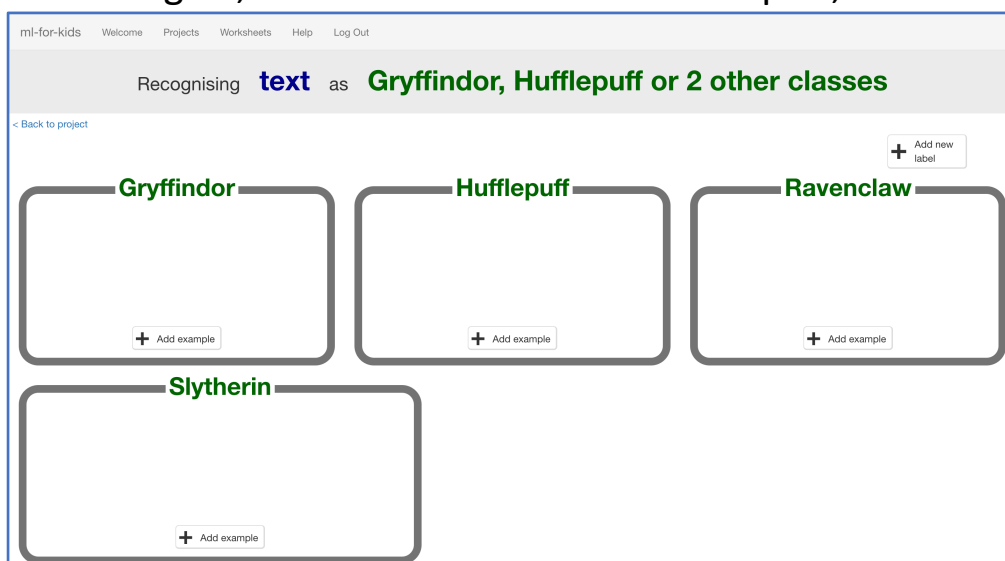 ml-for-kids Welcome Projects Worksheets Help Log Out
Recognising text as Gryffindor, Hufflepuff or 2 other classes
< Back to project
Add new
label
Gryffindor Hufflepuff Ravenclaw
Add example Add example Add example
Slytherin
Add example